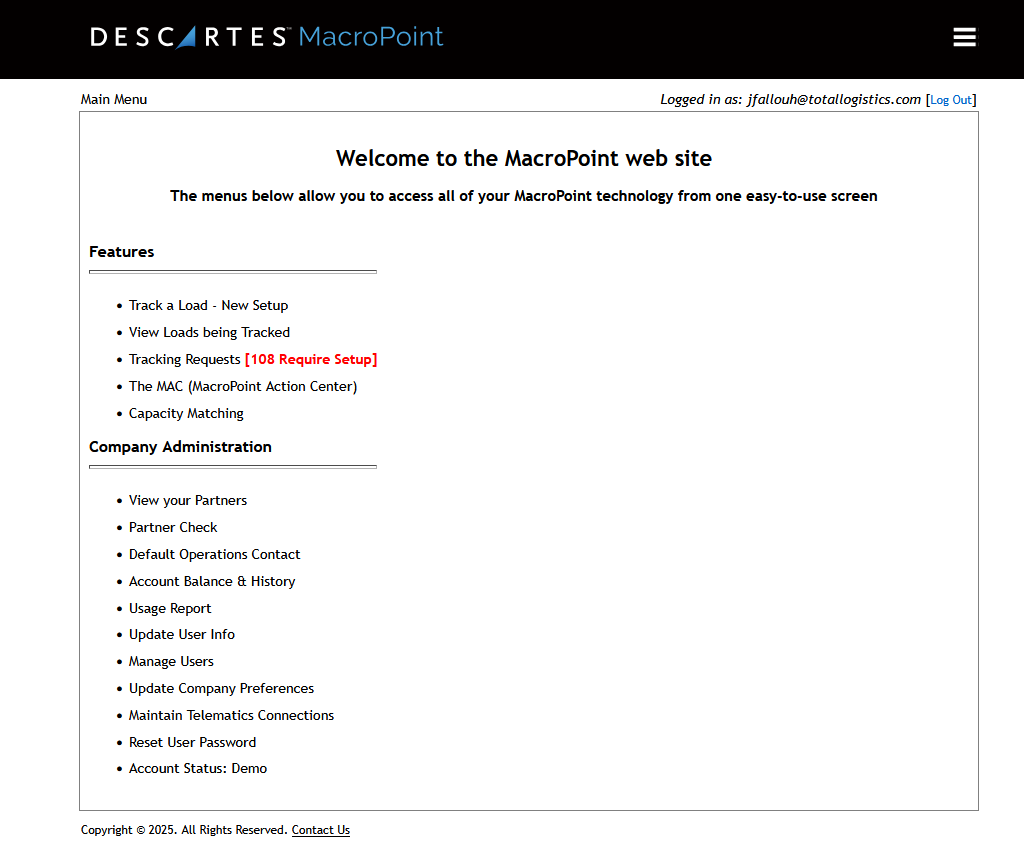 DESCARTES™ MacroPoint
Main Menu
Logged in as: jfallouh@totallogistics.com [Log Out]
Welcome to the MacroPoint web site
The menus below allow you to access all of your MacroPoint technology from one easy-to-use screen
Features
• Track a Load - New Setup
• View Loads being Tracked
• Tracking Requests [108 Require Setup]
• The MAC (MacroPoint Action Center)
• Capacity Matching
Company Administration
• View your Partners
• Partner Check
• Default Operations Contact
• Account Balance & History
• Usage Report
• Update User Info
• Manage Users
• Update Company Preferences
• Maintain Telematics Connections
• Reset User Password
• Account Status: Demo
Copyright © 2025. All Rights Reserved. Contact Us